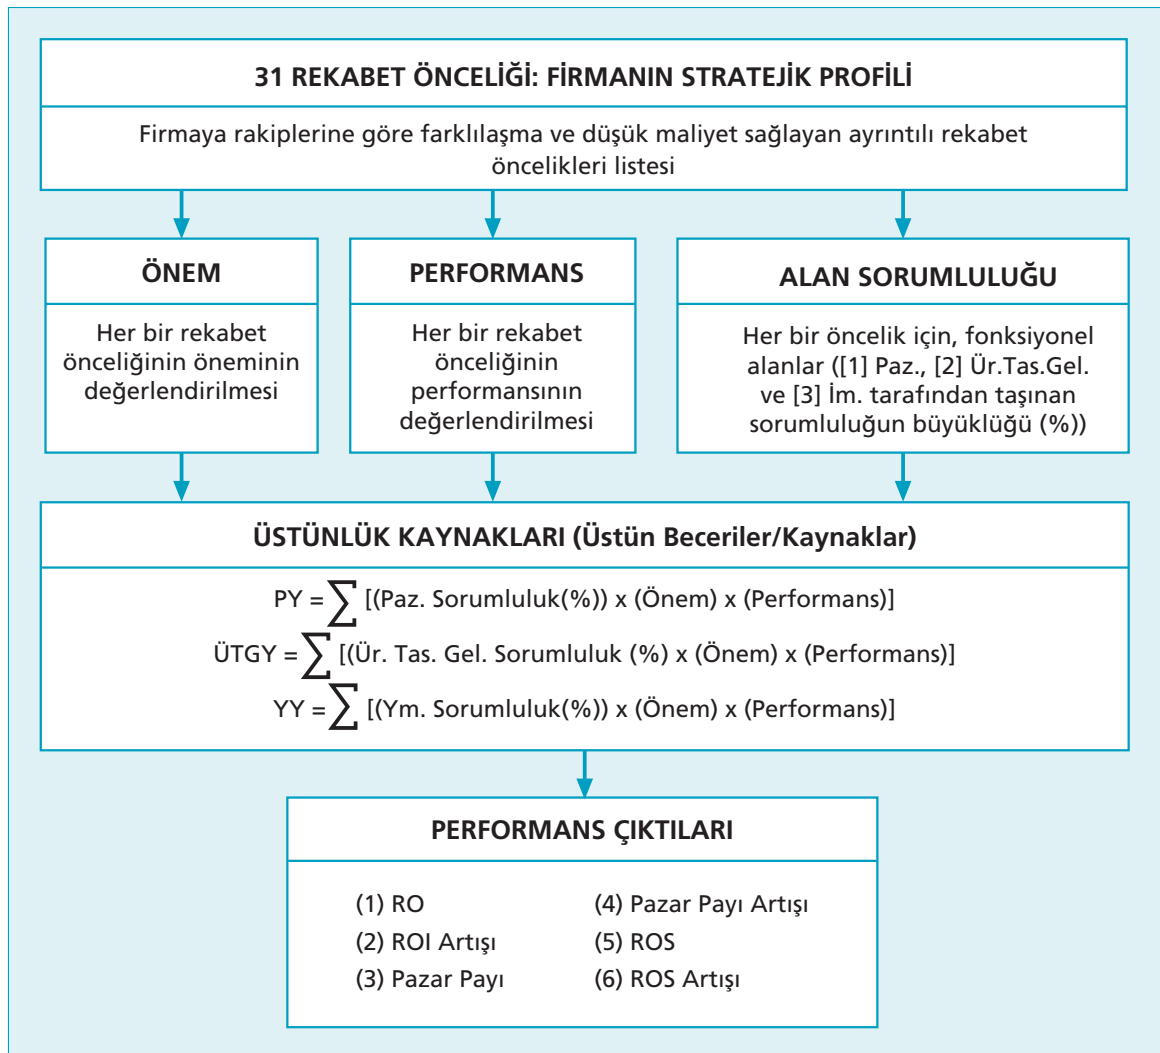 31 REKABET ÖNCELİĞİ: FİRMANIN STRATEJİK PROFİLİ
Firmaya rakiplerine göre farklılaşma ve düşük maliyet sağlayan ayrıntılı rekabet
öncelikleri listesi
ÖNEM
Her bir rekabet
önceliğinin öneminin
değerlendirilmesi
PERFORMANS
Her bir rekabet
önceliğinin
performansının
değerlendirilmesi
ALAN SORUMLULUĞU
Her bir öncelik için, fonksiyonel
alanlar ([1] Paz., [2] Ür.Tas.Gel.
ve [3] İm. tarafından taşınan
sorumluluğun büyüklüğü (%))
ÜSTÜNLÜK KAYNAKLARI (Üstün Beceriler/Kaynaklar)
PY = ∑ [(Paz. Sorumluluk(%)) x (Önem) x (Performans)]
ÜTGY = ∑ [(Ür. Tas. Gel. Sorumluluk (%) x (Önem) x (Performans)]
YY = ∑ [(Ym. Sorumluluk(%)) x (Önem) x (Performans)]
PERFORMANS ÇIKTILARI
(1) RO
(2) ROI Artışı
(3) Pazar Payı
(4) Pazar Payı Artışı
(5) ROS
(6) ROS Artışı